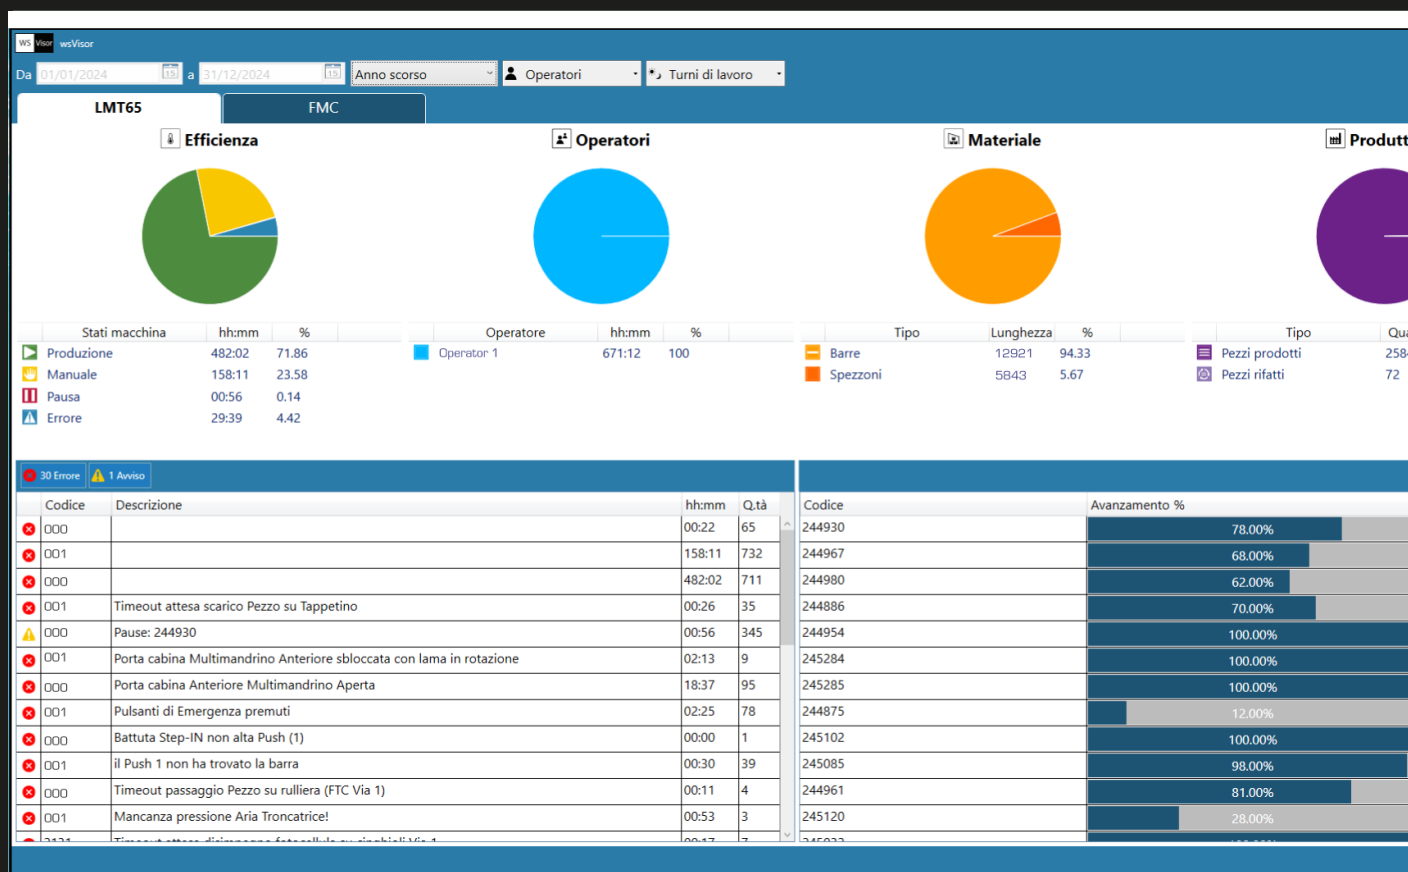 WS Visor wsVisor
Da 01/01/2024 15 a 31/12/2024 15 Anno scorso Operatori Turni di lavoro
LMT65 FMC
Efficienza Operatori Materiale Produtt
Stati macchina hh:mm % Operatore hh:mm % Tipo Lunghezza % Tipo Qua
Produzione 482:02 71.86 Operator 1 671:12 100 Barre 12921 94.33 Pezzi prodotti 2584
Manuale 158:11 23.58 Spezzoni 5843 5.67 Pezzi rifatti 72
Pausa 00:56 0.14
Errore 29:39 4.42
30 Errore 1 Avviso
Codice Descrizione hh:mm Q.tà Codice Avanzamento %
000 00:22 65 244930 78.00%
001 158:11 732 244967 68.00%
000 482:02 711 244980 62.00%
001 Timeout attesa scarico Pezzo su Tappetino 00:26 35 244886 70.00%
000 Pause: 244930 00:56 345 244954 100.00%
001 Porta cabina Multimandrino Anteriore sbloccata con lama in rotazione 02:13 9 245284 100.00%
000 Porta cabina Anteriore Multimandrino Aperta 18:37 95 245285 100.00%
001 Pulsanti di Emergenza premuti 02:25 78 244875 12.00%
000 Battuta Step-IN non alta Push (1) 00:00 1 245102 100.00%
001 il Push 1 non ha trovato la barra 00:30 39 245085 98.00%
000 Timeout passaggio Pezzo su rulliera (FTC Via 1) 00:11 4 244961 81.00%
001 Mancanza pressione Aria Troncatrice! 00:53 3 245120 28.00%